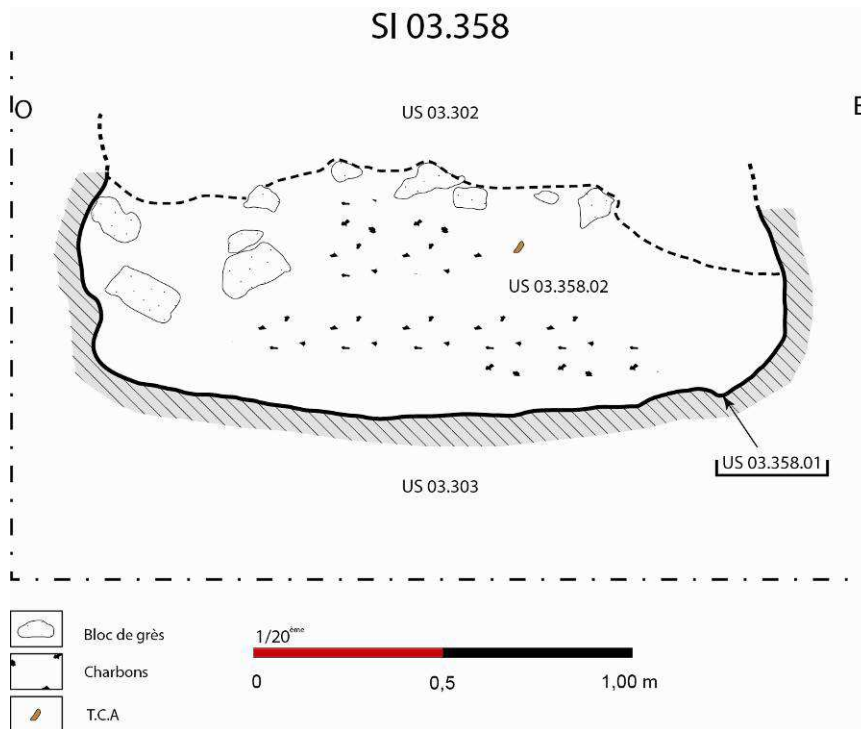 SI 03.358
O
E
US 03.302
US 03.358.02
US 03.358.01
US 03.303
Bloc de grès
1/20ème
Charbons
0 0,5 1,00 m
T.C.A